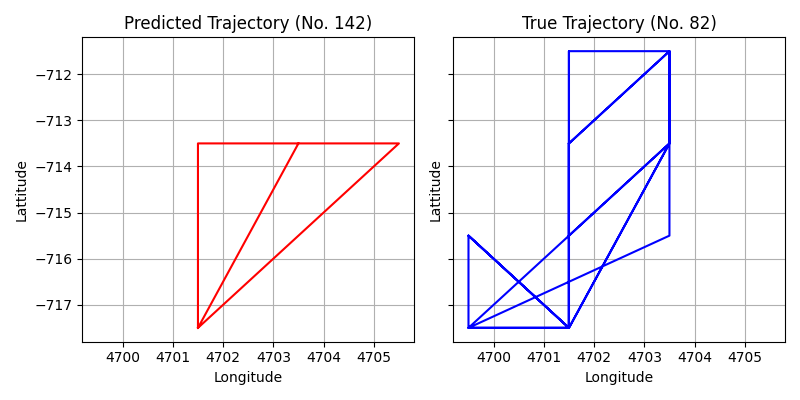 Predicted Trajectory (No. 142)
True Trajectory (No. 82)
Lattitude
−712
−713
−714
−715
−716
−717
4700 4701 4702 4703 4704 4705
Longitude
Lattitude
4700 4701 4702 4703 4704 4705
Longitude